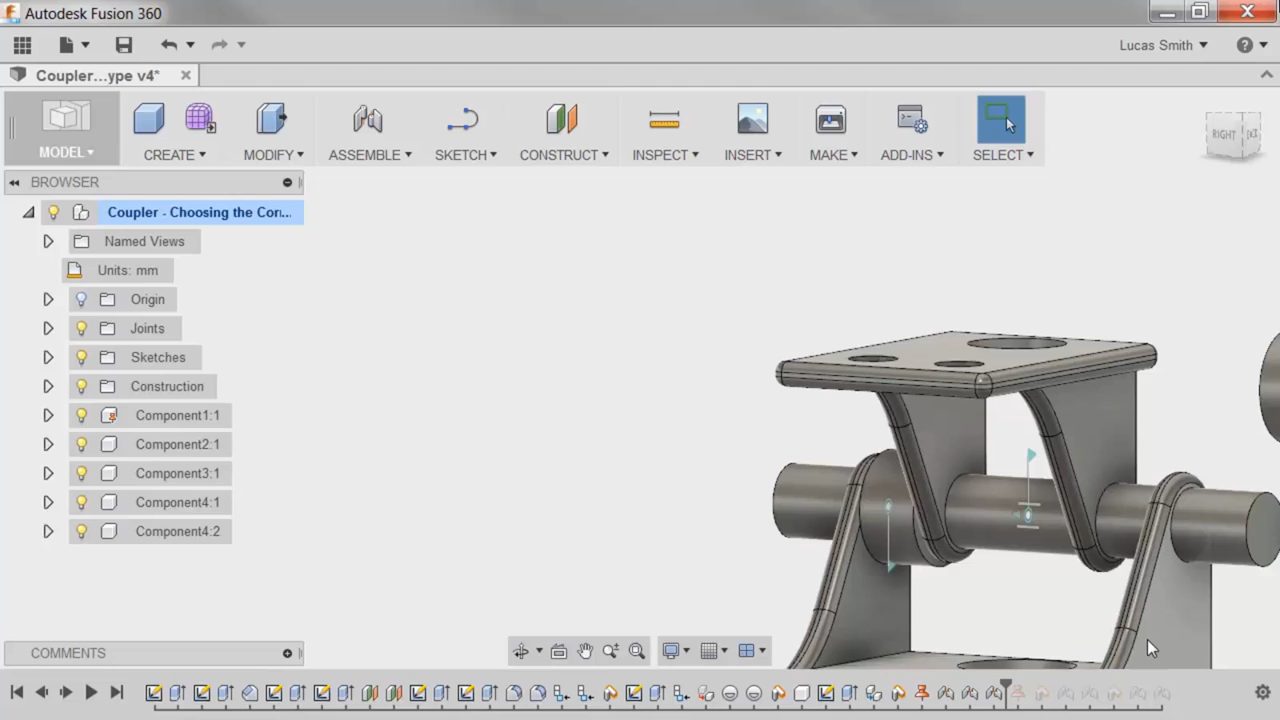 Autodesk Fusion 360
Lucas Smith
Coupler...ype v4*
MODEL
CREATE
MODIFY
ASSEMBLE
SKETCH
CONSTRUCT
INSPECT
INSERT
MAKE
ADD-INS
SELECT
RIGHT
BROWSER
Coupler - Choosing the Con...
Named Views
Units: mm
Origin
Joints
Sketches
Construction
Component1:1
Component2:1
Component3:1
Component4:1
Component4:2
COMMENTS